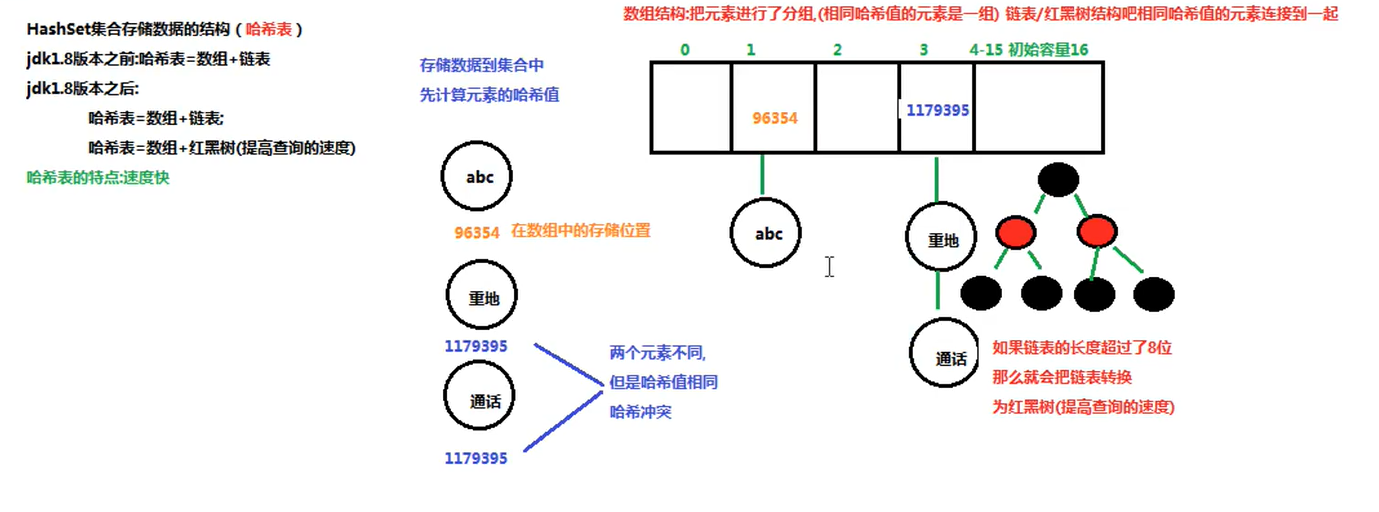 HashSet集合存储数据的结构（哈希表）
jdk1.8版本之前:哈希表=数组+链表
jdk1.8版本之后:
哈希表=数组+链表;
哈希表=数组+红黑树(提高查询的速度)
哈希表的特点:速度快
存储数据到集合中
先计算元素的哈希值
abc
96354 在数组中的存储位置
重地
1179395
通话
1179395
两个元素不同,
但是哈希值相同
哈希冲突
数组结构:把元素进行了分组,(相同哈希值的元素是一组) 链表/红黑树结构吧相同哈希值的元素连接到一起
0 1 2 3 4-15 初始容量16
96354 1179395
abc
重地
通话
如果链表的长度超过了8位
那么就会把链表转换
为红黑树(提高查询的速度)